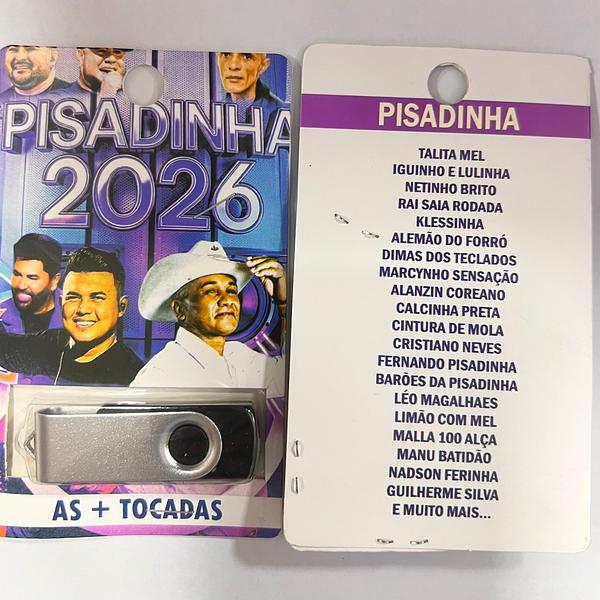 PISADINHA
2026
AS + TOCADAS
PISADINHA
TALITA MEL
IGUINHO E LULINHA
NETINHO BRITO
RAI SAIA RODADA
KLESSINHA
ALEMÃO DO FORRÓ
DIMAS DOS TECLADOS
MARCYNHO SENSAÇÃO
ALANZIN COREANO
CALCINHA PRETA
CINTURA DE MOLA
CRISTIANO NEVES
FERNANDO PISADINHA
BARÕES DA PISADINHA
LÉO MAGALHAES
LIMÃO COM MEL
MALLA 100 ALÇA
MANU BATIDÃO
NADSON FERINHA
GUILHERME SILVA
E MUITO MAIS...